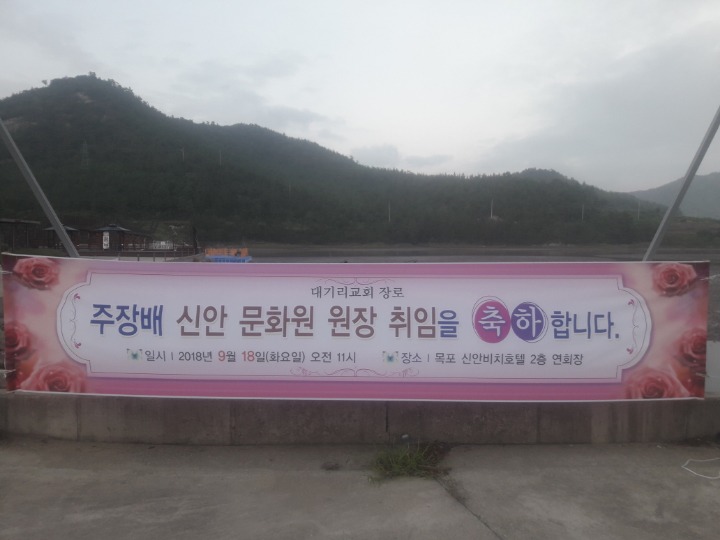 대기리교회 장로
주장배 신안 문화원 원장 취임을 축하합니다.
일시 | 2018년 9월 18일(화요일) 오전 11시 장소 | 목포 신안비치호텔 2층 연회장